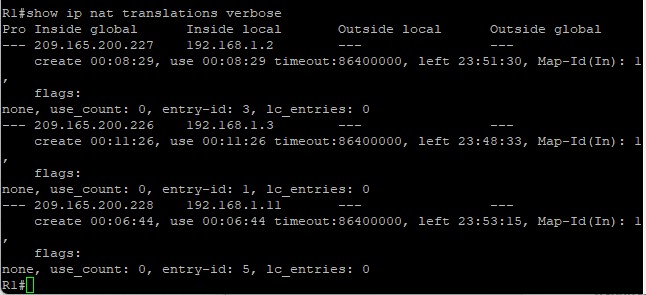 R1#show ip nat translations verbose
Pro Inside global      Inside local       Outside local      Outside global
--- 209.165.200.227    192.168.1.2        ---                ---
    create 00:08:29, use 00:08:29 timeout:86400000, left 23:51:30, Map-Id(In): 1
,
    flags:
none, use_count: 0, entry-id: 3, lc_entries: 0
--- 209.165.200.226    192.168.1.3        ---                ---
    create 00:11:26, use 00:11:26 timeout:86400000, left 23:48:33, Map-Id(In): 1
,
    flags:
none, use_count: 0, entry-id: 1, lc_entries: 0
--- 209.165.200.228    192.168.1.11       ---                ---
    create 00:06:44, use 00:06:44 timeout:86400000, left 23:53:15, Map-Id(In): 1
,
    flags:
none, use_count: 0, entry-id: 5, lc_entries: 0
R1#